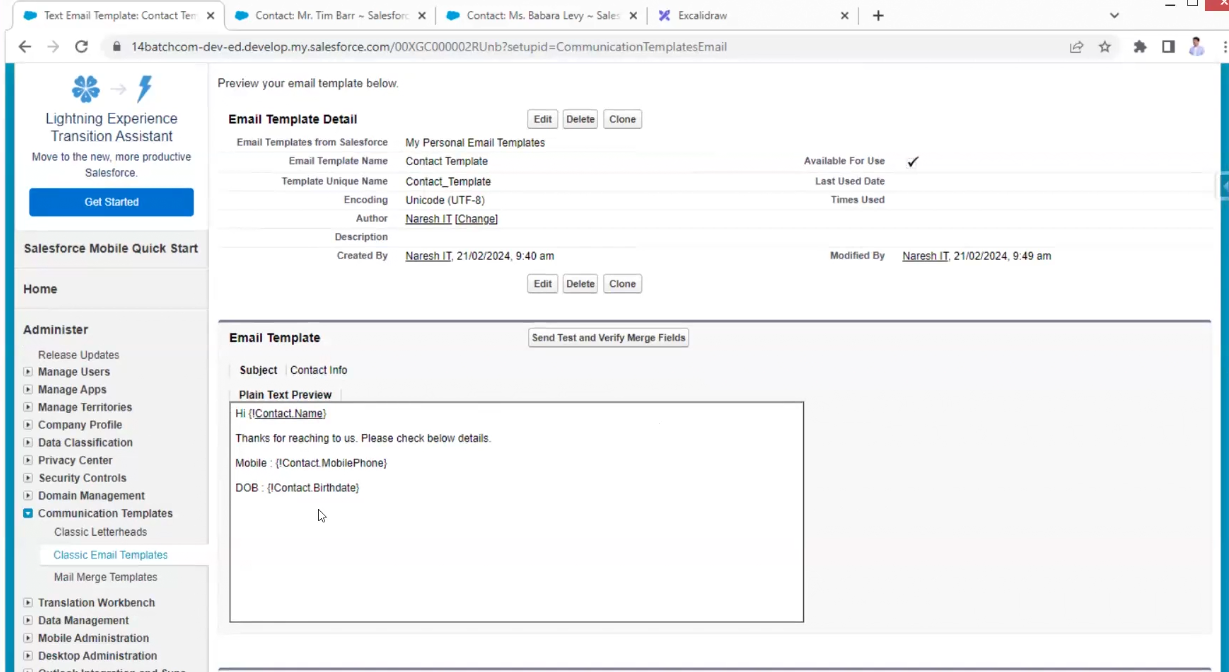 Text Email Template: Contact Ten
Contact: Mr. Tim Barr ~ Salesforc
Contact: Ms. Babara Levy ~ Sales
Excalidraw
14batchcom-dev-ed.develop.my.salesforce.com/00XGC000002RUnb?setupid=CommunicationTemplatesEmail
Lightning Experience
Transition Assistant
Move to the new, more productive
Salesforce.
Get Started
Salesforce Mobile Quick Start
Home
Administer
Release Updates
Manage Users
Manage Apps
Manage Territories
Company Profile
Data Classification
Privacy Center
Security Controls
Domain Management
Communication Templates
Classic Letterheads
Classic Email Templates
Mail Merge Templates
Translation Workbench
Data Management
Mobile Administration
Desktop Administration
Preview your email template below.
Email Template Detail Edit Delete Clone
Email Templates from Salesforce My Personal Email Templates
Email Template Name Contact Template Available For Use ✓
Template Unique Name Contact_Template Last Used Date
Encoding Unicode (UTF-8) Times Used
Author Naresh IT [Change]
Description
Created By Naresh IT, 21/02/2024, 9:40 am Modified By Naresh IT, 21/02/2024, 9:49 am
Edit Delete Clone
Email Template Send Test and Verify Merge Fields
Subject Contact Info
Plain Text Preview
Hi {!Contact.Name}
Thanks for reaching to us. Please check below details.
Mobile : {!Contact.MobilePhone}
DOB : {!Contact.Birthdate}